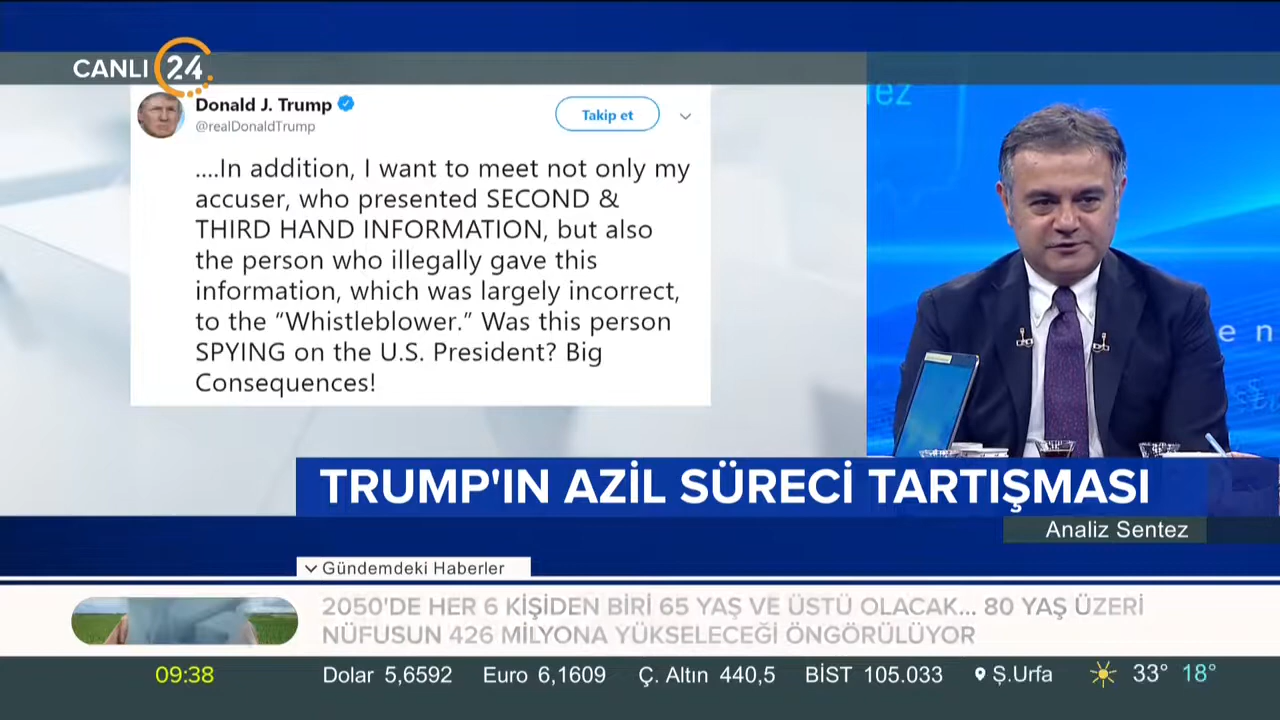 CANLI 24
ez
Donald J. Trump
Takip et
@realDonaldTrump
....In addition, I want to meet not only my
accuser, who presented SECOND &
THIRD HAND INFORMATION, but also
the person who illegally gave this
information, which was largely incorrect,
to the “Whistleblower.” Was this person
SPYING on the U.S. President? Big
Consequences!
e n
TRUMP'IN AZİL SÜRECİ TARTIŞMASI
Analiz Sentez
Gündemdeki Haberler
2050'DE HER 6 KİŞİDEN BİRİ 65 YAŞ VE ÜSTÜ OLACAK... 80 YAŞ ÜZERİ
NÜFUSUN 426 MİLYONA YÜKSELECEĞİ ÖNGÖRÜLÜYOR
09:38 Dolar 5,6592 Euro 6,1609 Ç. Altın 440,5 BİST 105.033 Ş.Urfa 33° 18°